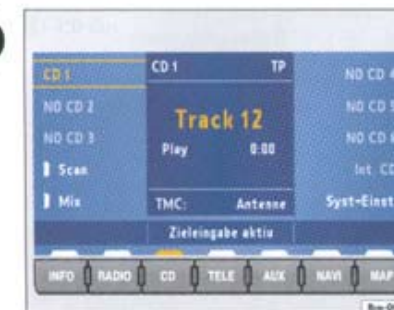 CD 1 CD 1 TP NO CD 4
NO CD 2 NO CD 5
Track 12
NO CD 3 NO CD
Play 0:00
Scan Int. CD
Mix TMC: Antenne Syst-Einst
Zieleingabe aktiv
INFO RADIO CD TELE AUX NAVI MAP